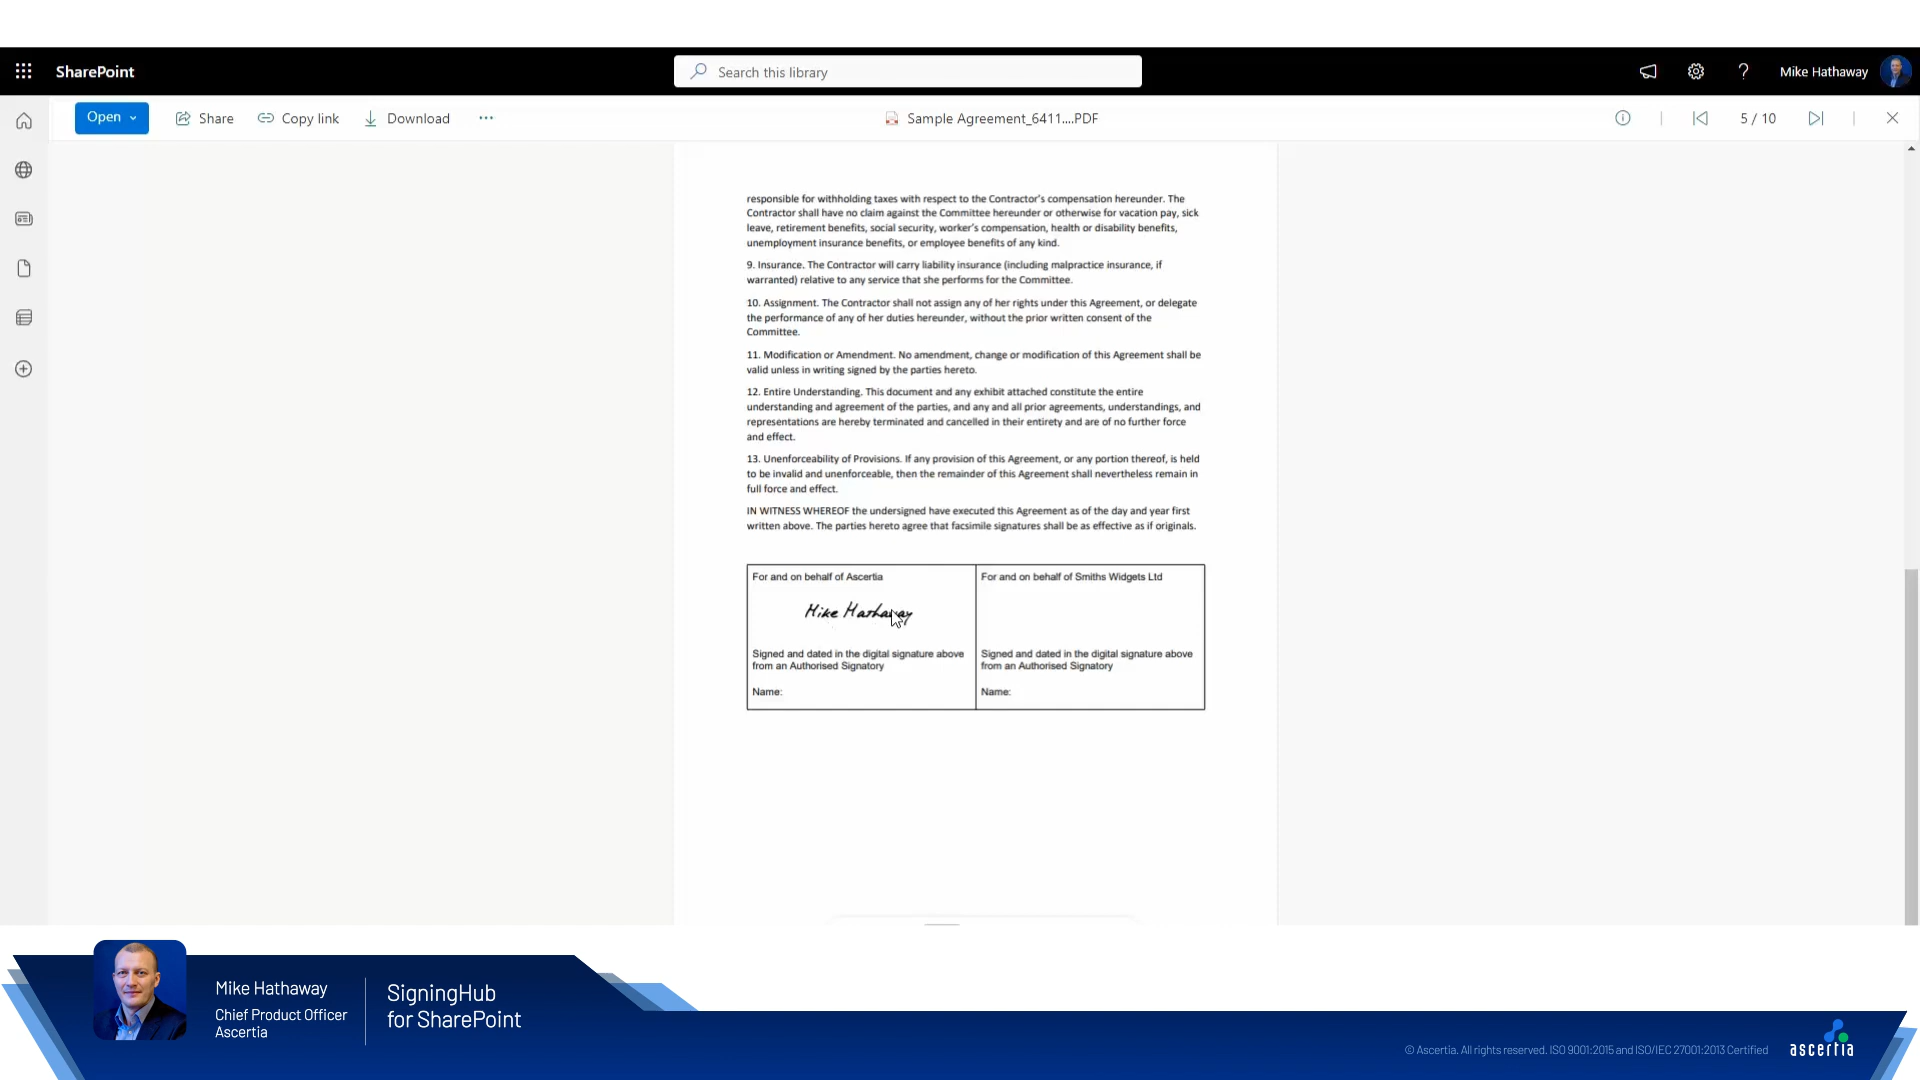 SharePoint
Search this library
Mike Hathaway
Open
Share
Copy link
Download
Sample Agreement_6411....PDF
5 / 10
responsible for withholding taxes with respect to the Contractor's compensation hereunder. The
Contractor shall have no claim against the Committee hereunder or otherwise for vacation pay, sick
leave, retirement benefits, social security, worker's compensation, health or disability benefits,
unemployment insurance benefits, or employee benefits of any kind.
9. Insurance. The Contractor will carry liability insurance (including malpractice insurance, if
warranted) relative to any service that she performs for the Committee.
10. Assignment. The Contractor shall not assign any of her rights under this Agreement, or delegate
the performance of any of her duties hereunder, without the prior written consent of the
Committee.
11. Modification or Amendment. No amendment, change or modification of this Agreement shall be
valid unless in writing signed by the parties hereto.
12. Entire Understanding. This document and any exhibit attached constitute the entire
understanding and agreement of the parties, and any and all prior agreements, understandings, and
representations are hereby terminated and cancelled in their entirety and are of no further force
and effect.
13. Unenforceability of Provisions. If any provision of this Agreement, or any portion thereof, is held
to be invalid and unenforceable, then the remainder of this Agreement shall nevertheless remain in
full force and effect.
IN WITNESS WHEREOF the undersigned have executed this Agreement as of the day and year first
written above. The parties hereto agree that facsimile signatures shall be as effective as if originals.
For and on behalf of Ascertia
Mike Hathaway
Signed and dated in the digital signature above
from an Authorised Signatory
Name:
For and on behalf of Smiths Widgets Ltd
Signed and dated in the digital signature above
from an Authorised Signatory
Name:
Mike Hathaway
Chief Product Officer
Ascertia
SigningHub
for SharePoint
© Ascertia. All rights reserved. ISO 9001:2015 and ISO/IEC 27001:2013 Certified
ascertia